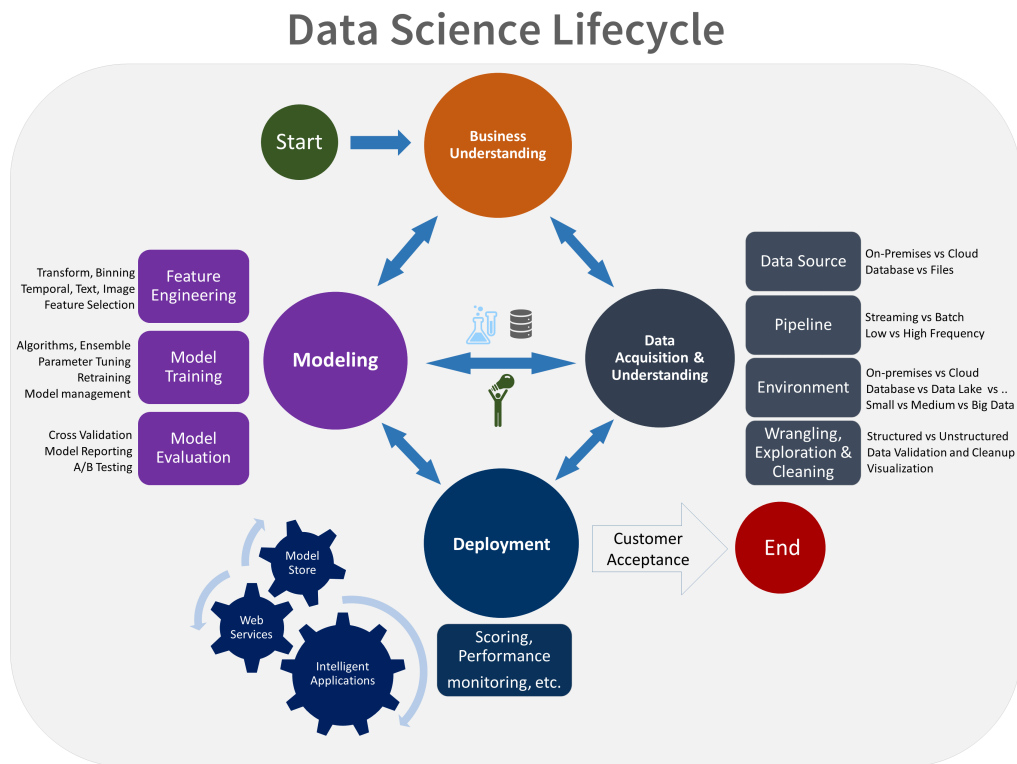 Data Science Lifecycle
Start
Business
Understanding
Feature
Engineering
Transform, Binning
Temporal, Text, Image
Feature Selection
Model
Training
Algorithms, Ensemble
Parameter Tuning
Retraining
Model management
Model
Evaluation
Cross Validation
Model Reporting
A/B Testing
Modeling
Data
Acquisition &
Understanding
Data Source
On-Premises vs Cloud
Database vs Files
Pipeline
Streaming vs Batch
Low vs High Frequency
Environment
On-premises vs Cloud
Database vs Data Lake vs ..
Small vs Medium vs Big Data
Wrangling,
Exploration &
Cleaning
Structured vs Unstructured
Data Validation and Cleanup
Visualization
Deployment
Customer
Acceptance
End
Model
Store
Web
Services
Intelligent
Applications
Scoring,
Performance
monitoring, etc.